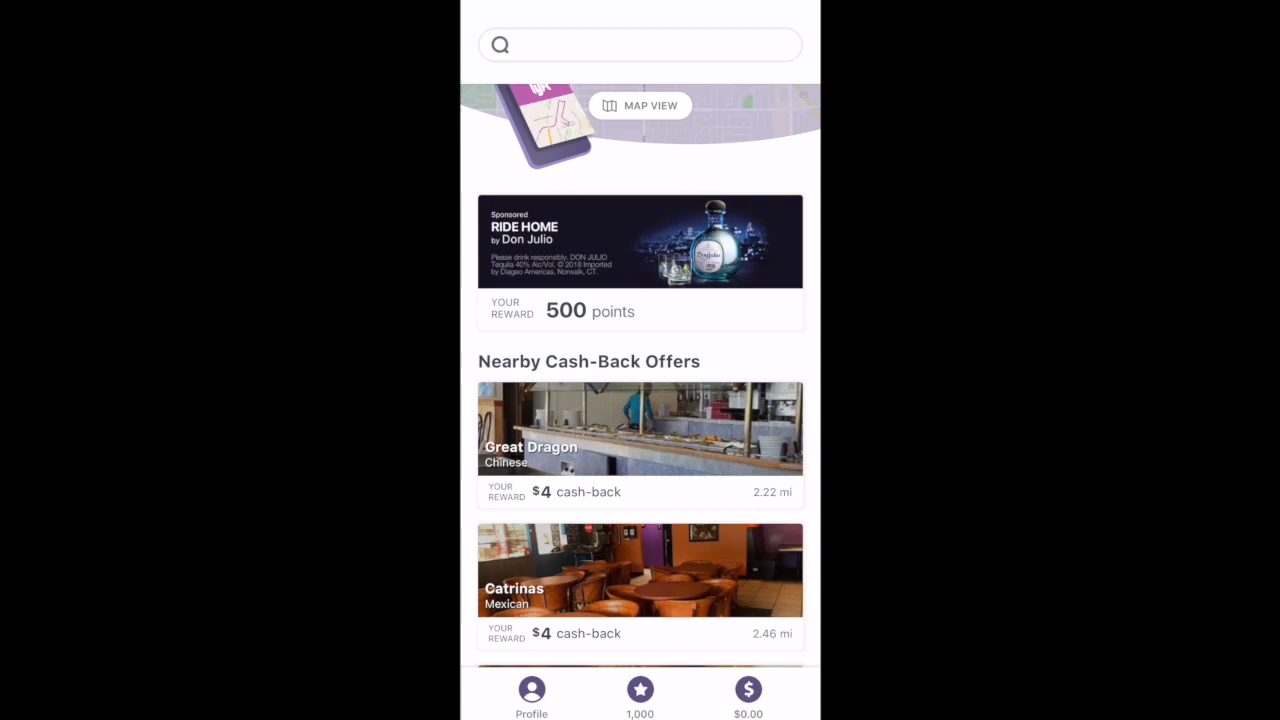 MAP VIEW
Sponsored
RIDE HOME
by Don Julio
Please drink responsibly. DON JULIO
Tequila 40% Alc/Vol. © 2018 Imported
by Diageo Americas, Norwalk, CT.
Don Julio
YOUR
REWARD
500 points
Nearby Cash-Back Offers
Great Dragon
Chinese
YOUR
REWARD
$4 cash-back
2.22 mi
Catrinas
Mexican
YOUR
REWARD
$4 cash-back
2.46 mi
Profile
1,000
$0.00